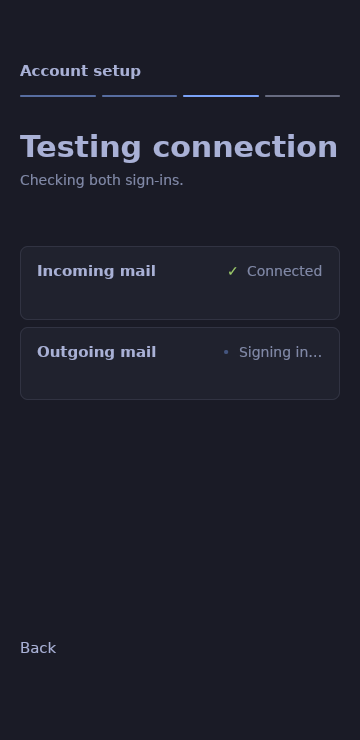 Account setup
Testing connection
Checking both sign-ins.
Incoming mail ✓ Connected
Outgoing mail • Signing in…
Back